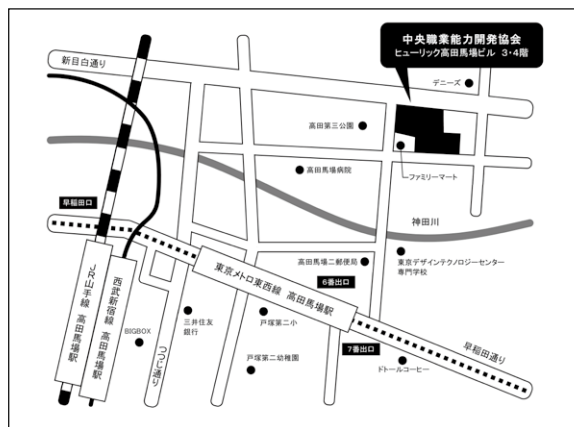 中央職業能力開発協会
ヒューリック高田馬場ビル 3・4階
新目白通り
デニーズ
高田第三公園
高田馬場病院
ファミリーマート
早稲田口
神田川
高田馬場二郵便局
東京デザインテクノロジーセンター
専門学校
東京メトロ東西線 高田馬場駅
6番出口
JR山手線 高田馬場駅
西武新宿線 高田馬場駅
BIGBOX
つつじ通り
三井住友
銀行
戸塚第二小
戸塚第二幼稚園
7番出口
ドトールコーヒー
早稲田通り